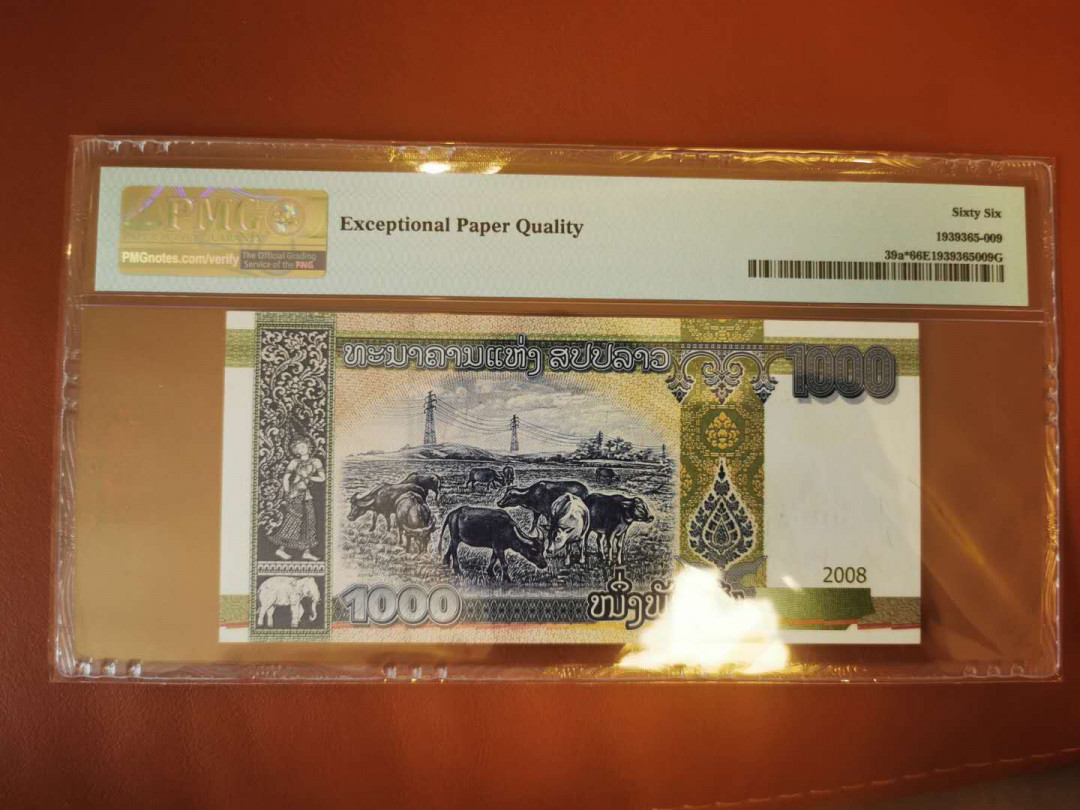 PMG
PMGnotes.com/verify
The Official Grading
Service of the PNG
Exceptional Paper Quality
Sixty Six
1939365-009
39a*66E1939365009G
ທະນາຄານແຫ່ງ ສປປລາວ
1000
2008
1000